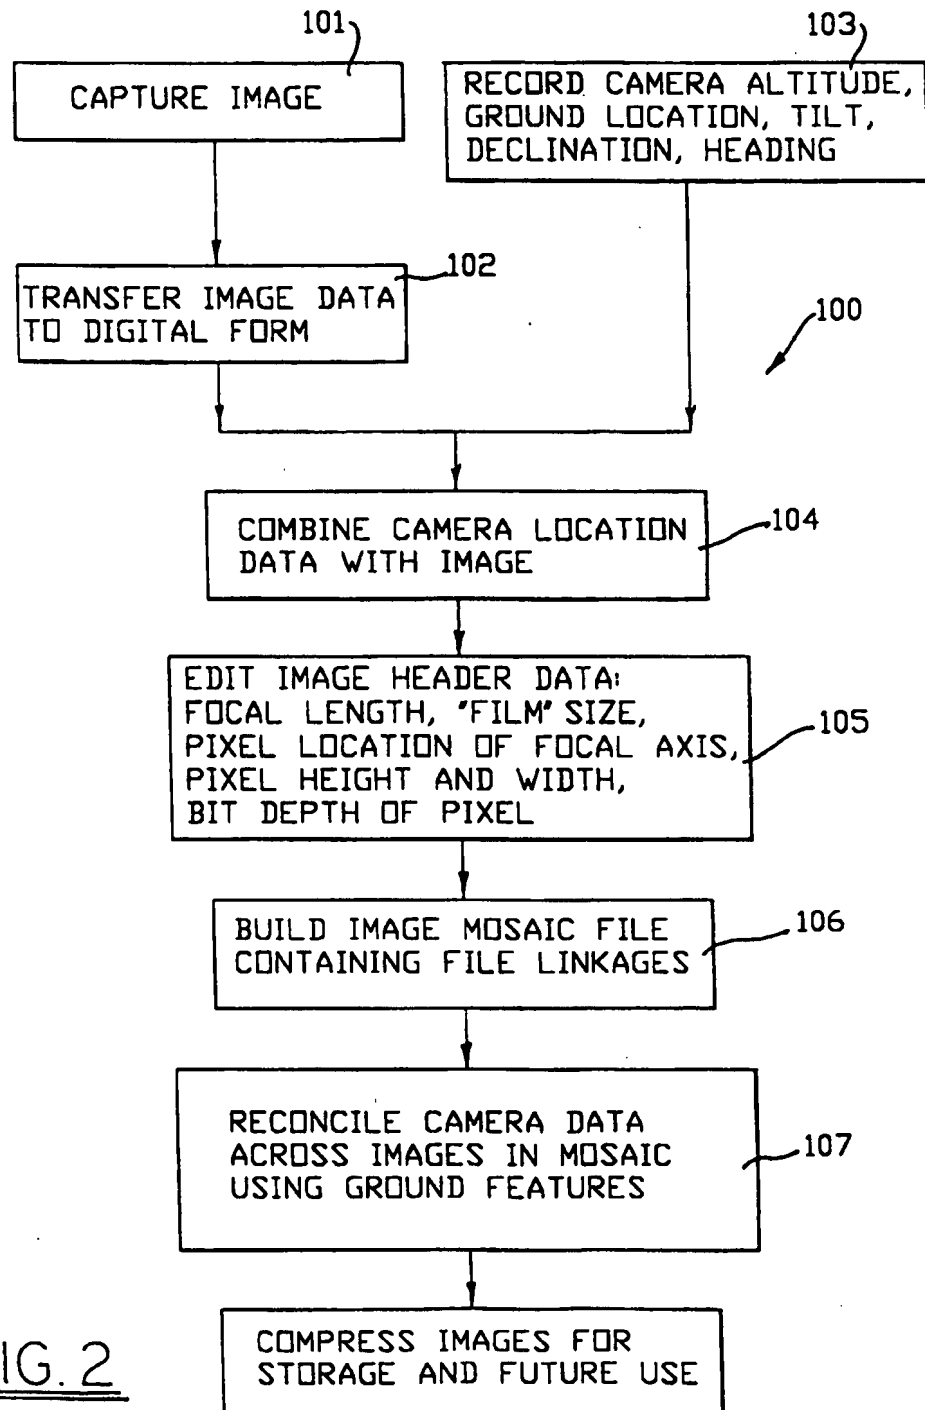 101
CAPTURE IMAGE
103
RECORD CAMERA ALTITUDE,
GROUND LOCATION, TILT,
DECLINATION, HEADING
102
TRANSFER IMAGE DATA
TO DIGITAL FORM
100
COMBINE CAMERA LOCATION
DATA WITH IMAGE
104
EDIT IMAGE HEADER DATA:
FOCAL LENGTH, "FILM" SIZE,
PIXEL LOCATION OF FOCAL AXIS,
PIXEL HEIGHT AND WIDTH,
BIT DEPTH OF PIXEL
105
BUILD IMAGE MOSAIC FILE
CONTAINING FILE LINKAGES
106
RECONCILE CAMERA DATA
ACROSS IMAGES IN MOSAIC
USING GROUND FEATURES
107
COMPRESS IMAGES FOR
STORAGE AND FUTURE USE
IG. 2